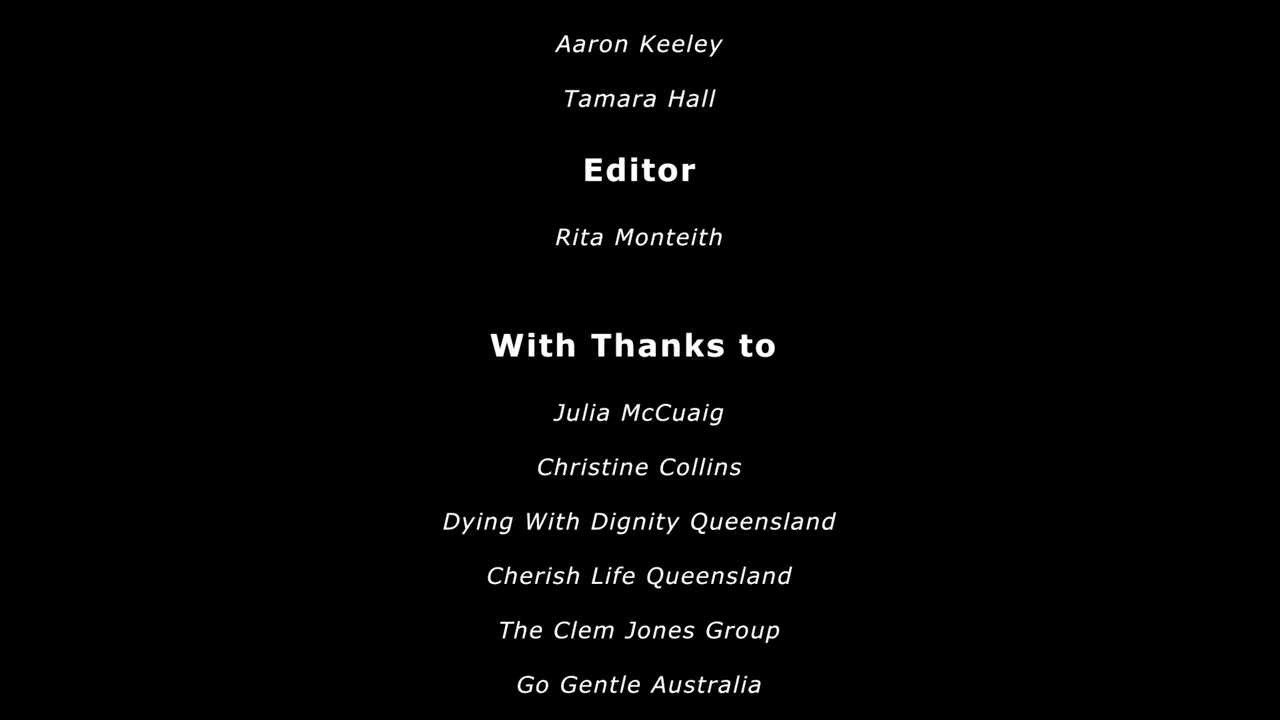 Aaron Keeley
Tamara Hall
Editor
Rita Monteith
With Thanks to
Julia McCuaig
Christine Collins
Dying With Dignity Queensland
Cherish Life Queensland
The Clem Jones Group
Go Gentle Australia